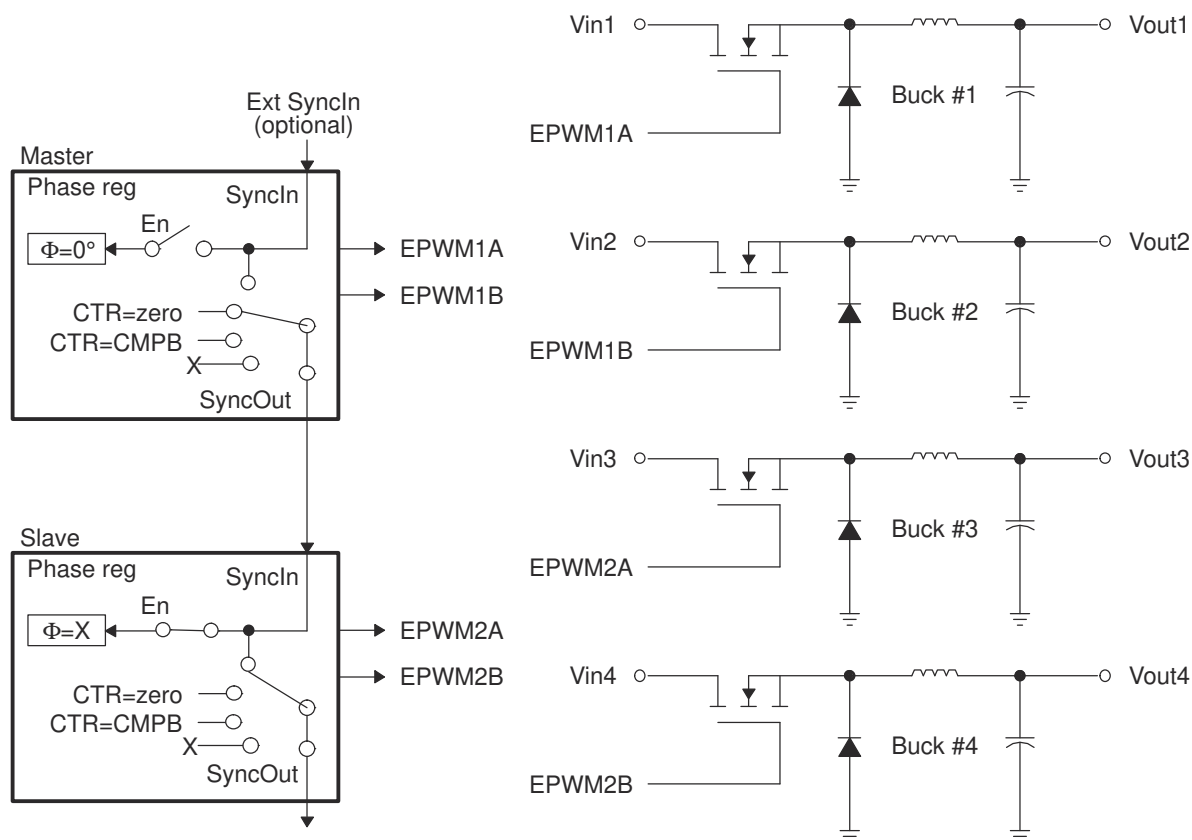 Ext SyncIn
(optional)
Master
Phase reg
SyncIn
En
Φ=0°
EPWM1A
EPWM1B
CTR=zero
CTR=CMPB
X
SyncOut
Slave
Phase reg
SyncIn
En
Φ=X
EPWM2A
EPWM2B
CTR=zero
CTR=CMPB
X
SyncOut
Vin1
Vout1
Buck #1
EPWM1A
Vin2
Vout2
Buck #2
EPWM1B
Vin3
Vout3
Buck #3
EPWM2A
Vin4
Vout4
Buck #4
EPWM2B